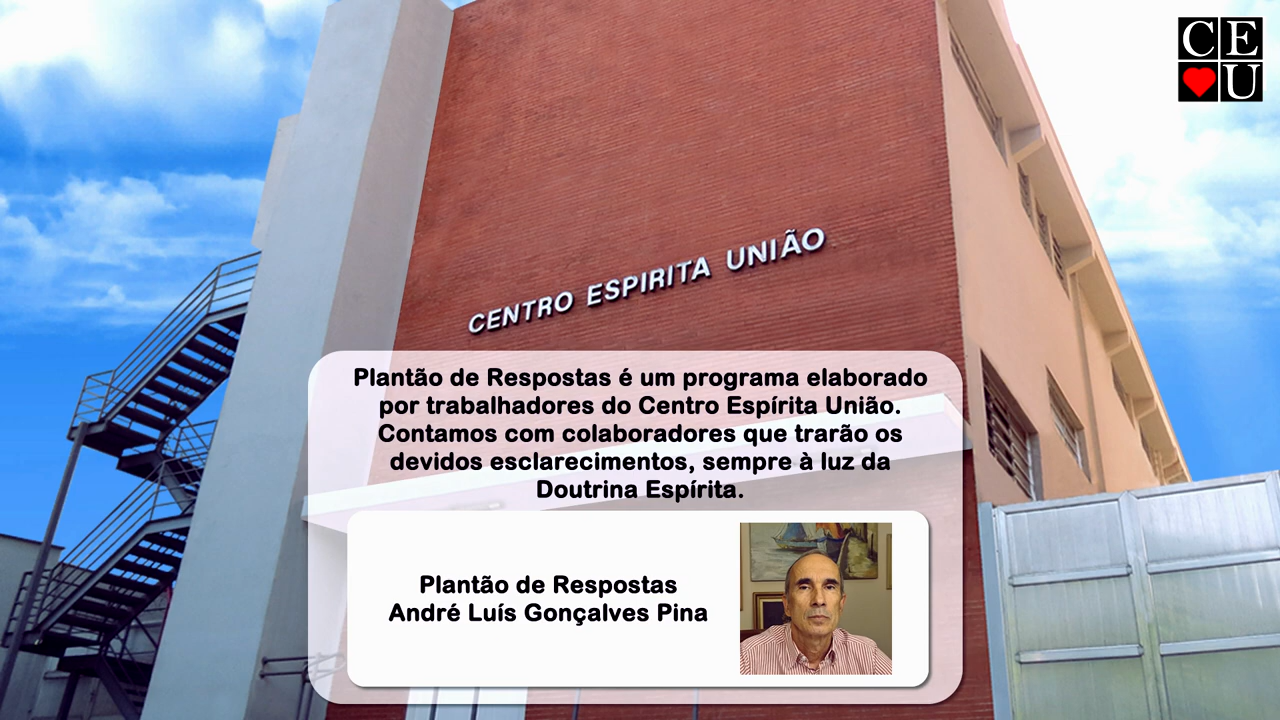 CE
U
CENTRO ESPIRITA UNIÃO
Plantão de Respostas é um programa elaborado
por trabalhadores do Centro Espírita União.
Contamos com colaboradores que trarão os
devidos esclarecimentos, sempre à luz da
Doutrina Espírita.
Plantão de Respostas
André Luís Gonçalves Pina